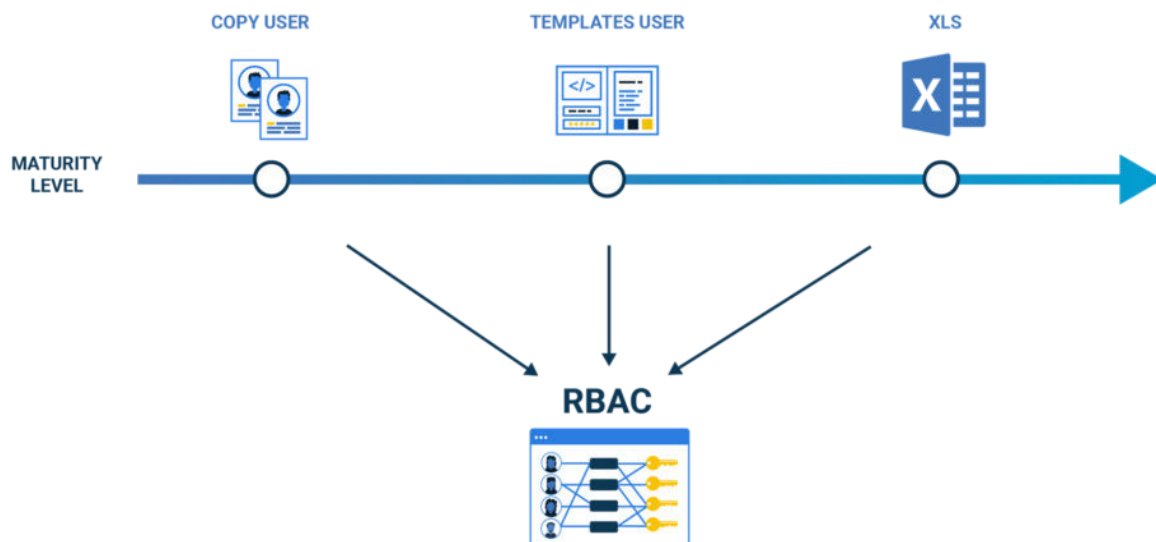 COPY USER
TEMPLATES USER
XLS
</>
X
MATURITY
LEVEL
RBAC